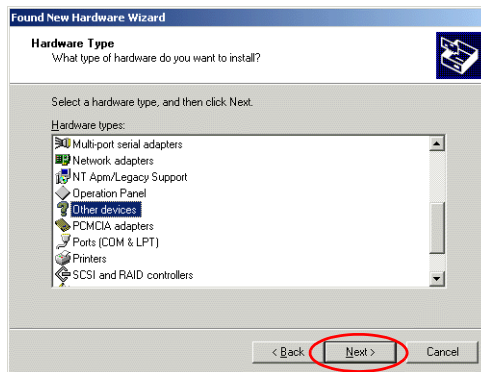 Found New Hardware Wizard
Hardware Type
What type of hardware do you want to install?
Select a hardware type, and then click Next.
Hardware types:
Multi-port serial adapters
Network adapters
NT Apm/Legacy Support
Operation Panel
Other devices
PCMCIA adapters
Ports (COM & LPT)
Printers
SCSI and RAID controllers
< Back Next > Cancel